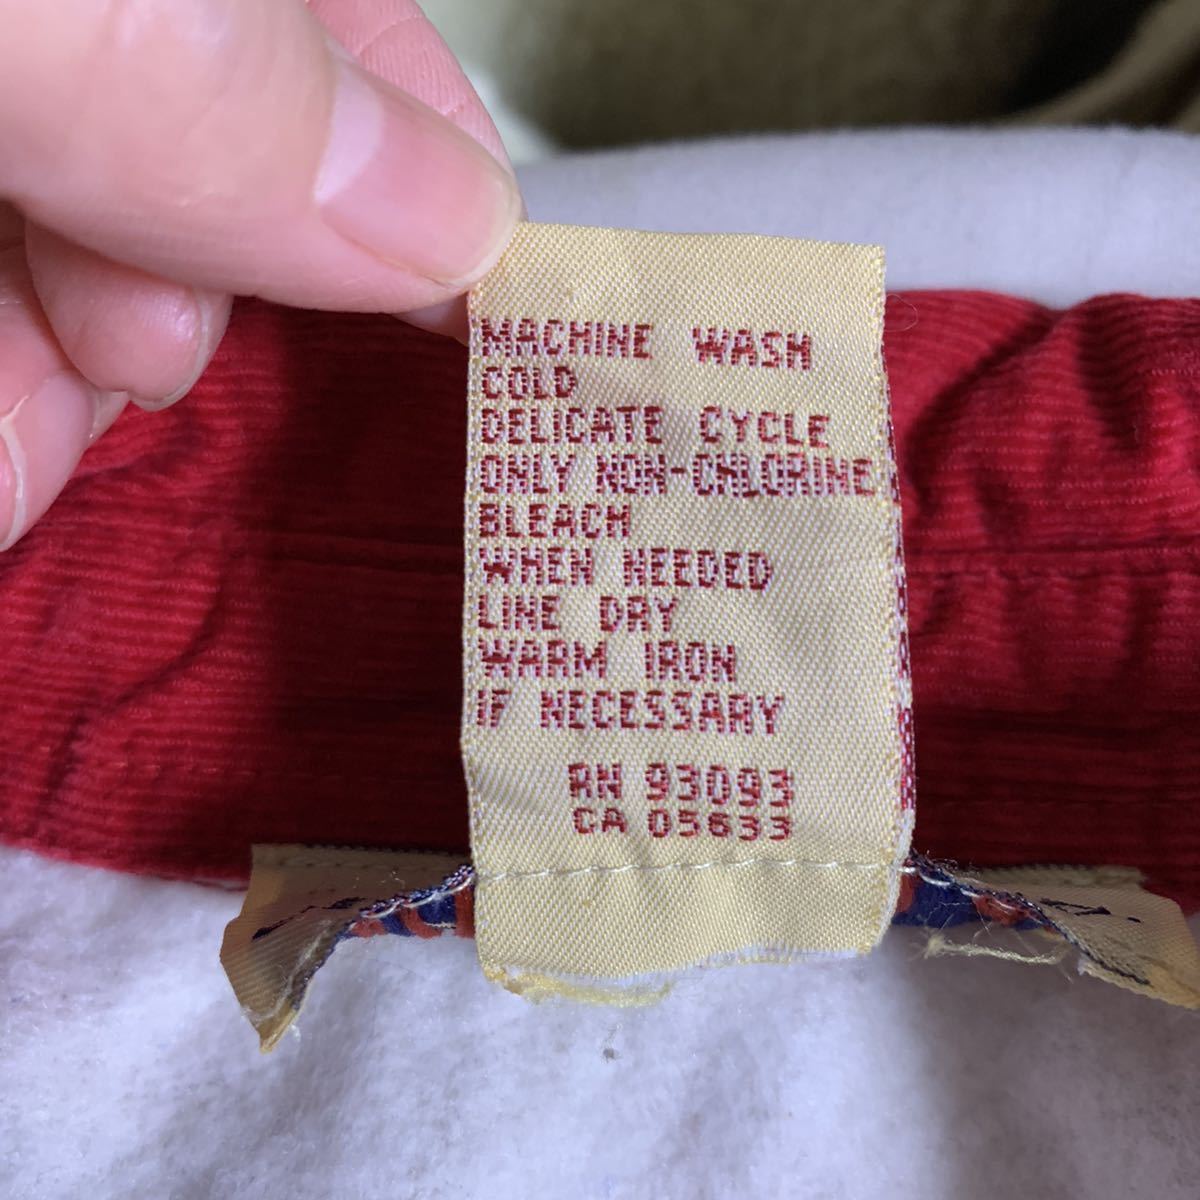 MACHINE WASH
COLD
DELICATE CYCLE
ONLY NON-CHLORINE
BLEACH
WHEN NEEDED
LINE DRY
WARM IRON
IF NECESSARY
RN 93093
CA 05633